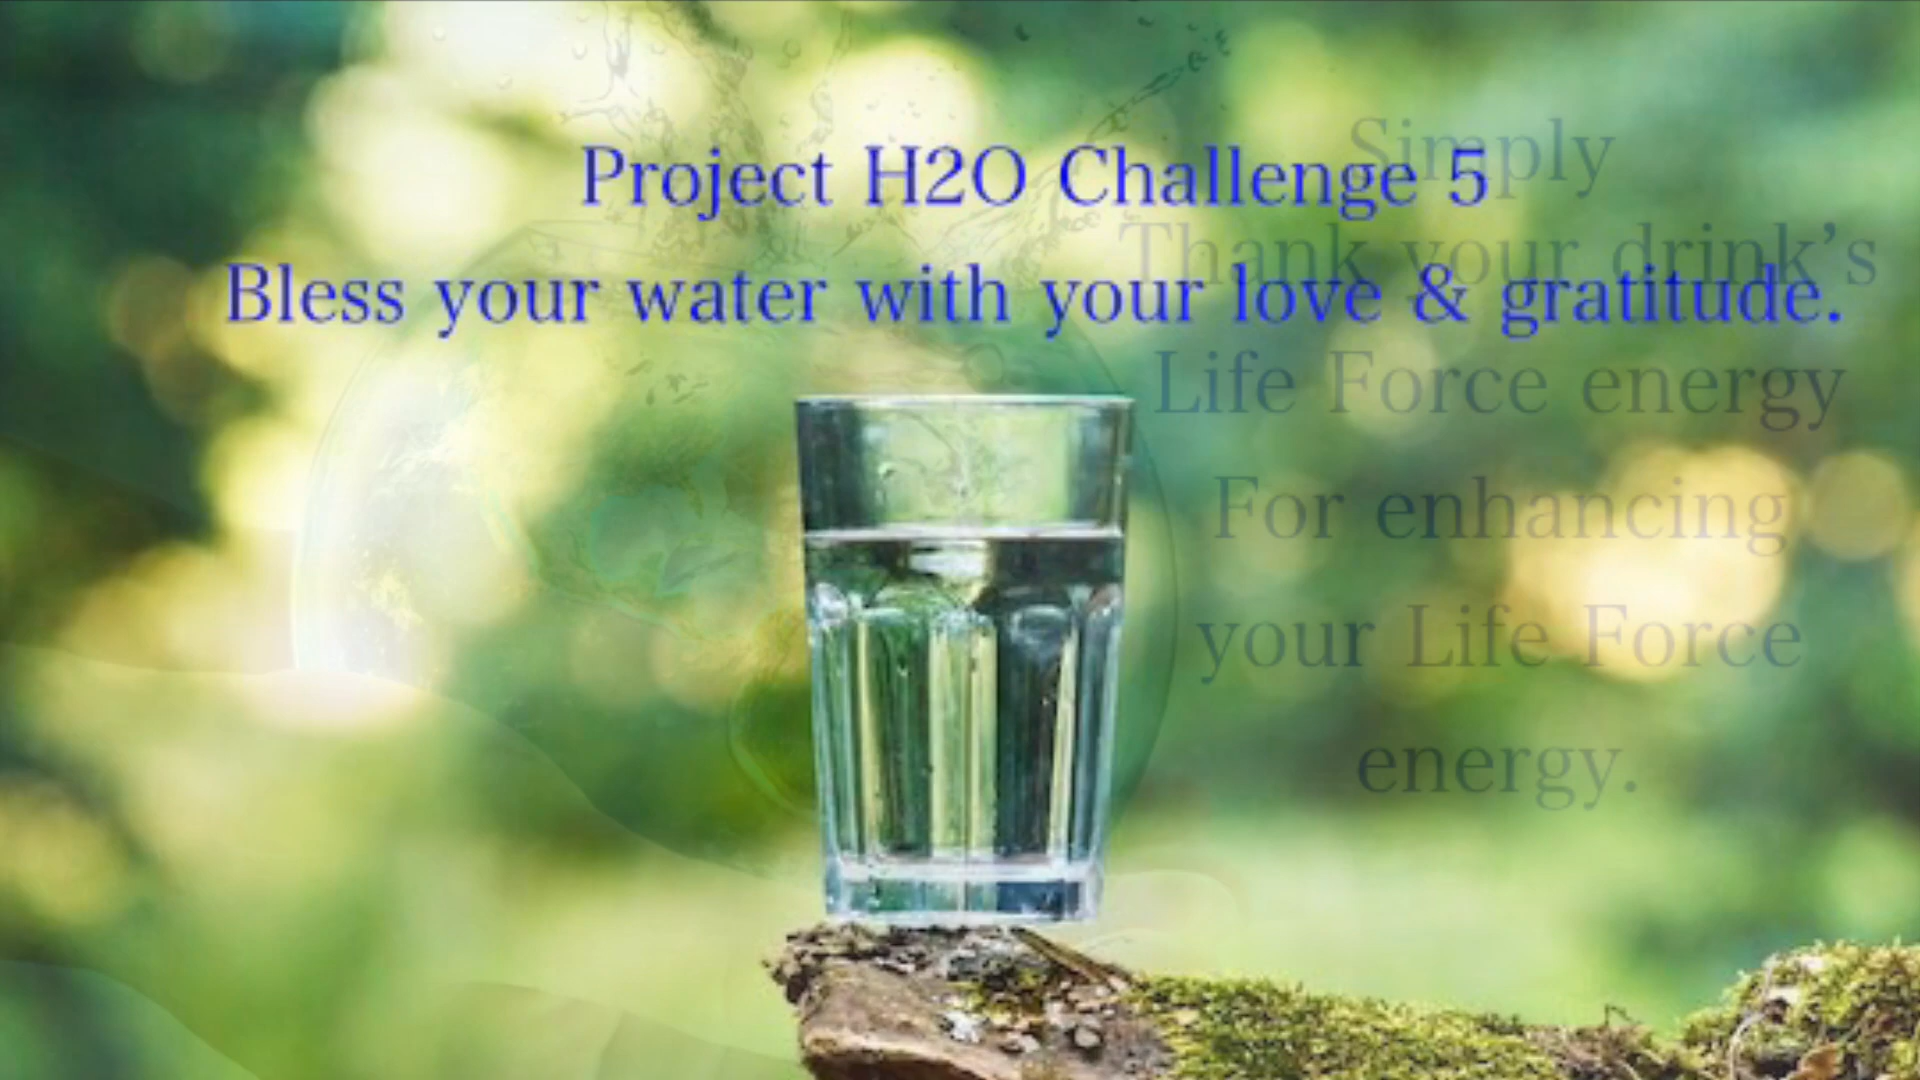 Project H2O Challenge 5
Bless your water with your love & gratitude.
Simply
Thank your drink's
Life Force energy
For enhancing
your Life Force
energy.